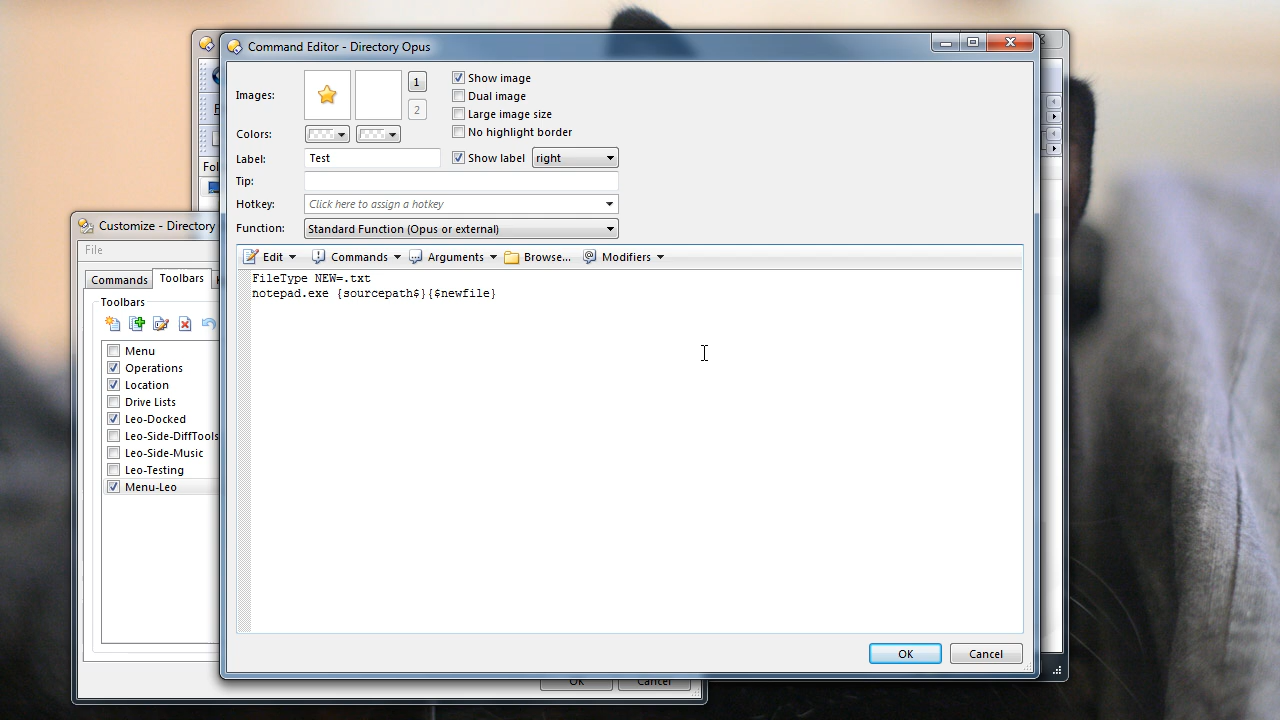 Command Editor - Directory Opus
Images:
1
2
Show image
Dual image
Large image size
No highlight border
Colors:
Label:
Test
Show label
right
Tip:
Hotkey:
Click here to assign a hotkey
Function:
Standard Function (Opus or external)
Edit
Commands
Arguments
Browse...
Modifiers
FileType NEW=.txt
notepad.exe {sourcepath$}{$newfile}
OK
Cancel
Customize - Directory
File
Commands
Toolbars
Toolbars
Menu
Operations
Location
Drive Lists
Leo-Docked
Leo-Side-DiffTools
Leo-Side-Music
Leo-Testing
Menu-Leo
OK
Cancel
F
Fol